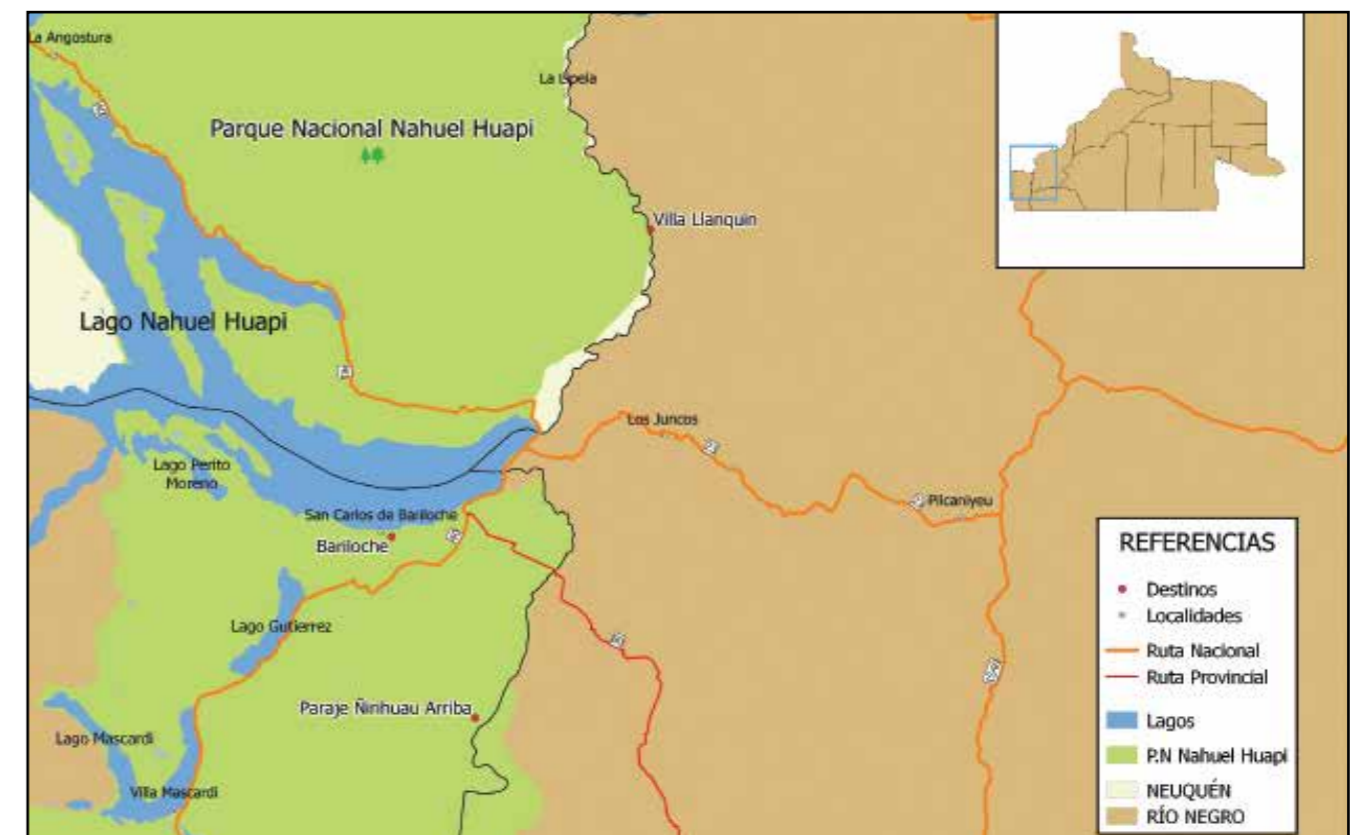 La Angostura
La Lipela
Parque Nacional Nahuel Huapi
Villa Llanquin
Lago Nahuel Huapi
Los Juncos
23
Lago Perito
Moreno
Pilcaniyeu
San Carlos de Bariloche
Bariloche
Lago Gutierrez
Paraje Ñirihuau Arriba
Lago Mascardi
Villa Mascardi
REFERENCIAS
Destinos
Localidades
Ruta Nacional
Ruta Provincial
Lagos
P.N Nahuel Huapi
NEUQUÉN
RÍO NEGRO